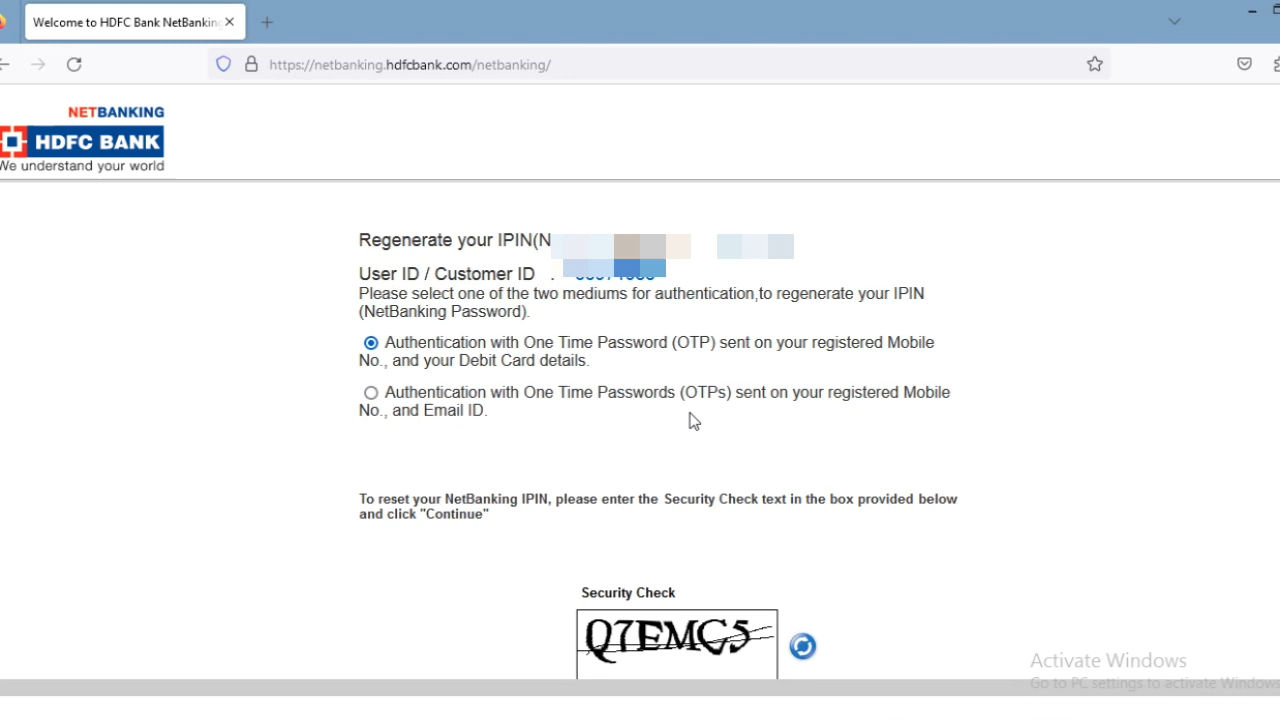 Welcome to HDFC Bank NetBanking
https://netbanking.hdfcbank.com/netbanking/
NETBANKING
HDFC BANK
We understand your world
Regenerate your IPIN(N
User ID / Customer ID :
Please select one of the two mediums for authentication,to regenerate your IPIN
(NetBanking Password).
Authentication with One Time Password (OTP) sent on your registered Mobile
No., and your Debit Card details.
Authentication with One Time Passwords (OTPs) sent on your registered Mobile
No., and Email ID.
To reset your NetBanking IPIN, please enter the Security Check text in the box provided below
and click "Continue"
Security Check
Q7EMG5
Activate Windows
Go to PC settings to activate Windows